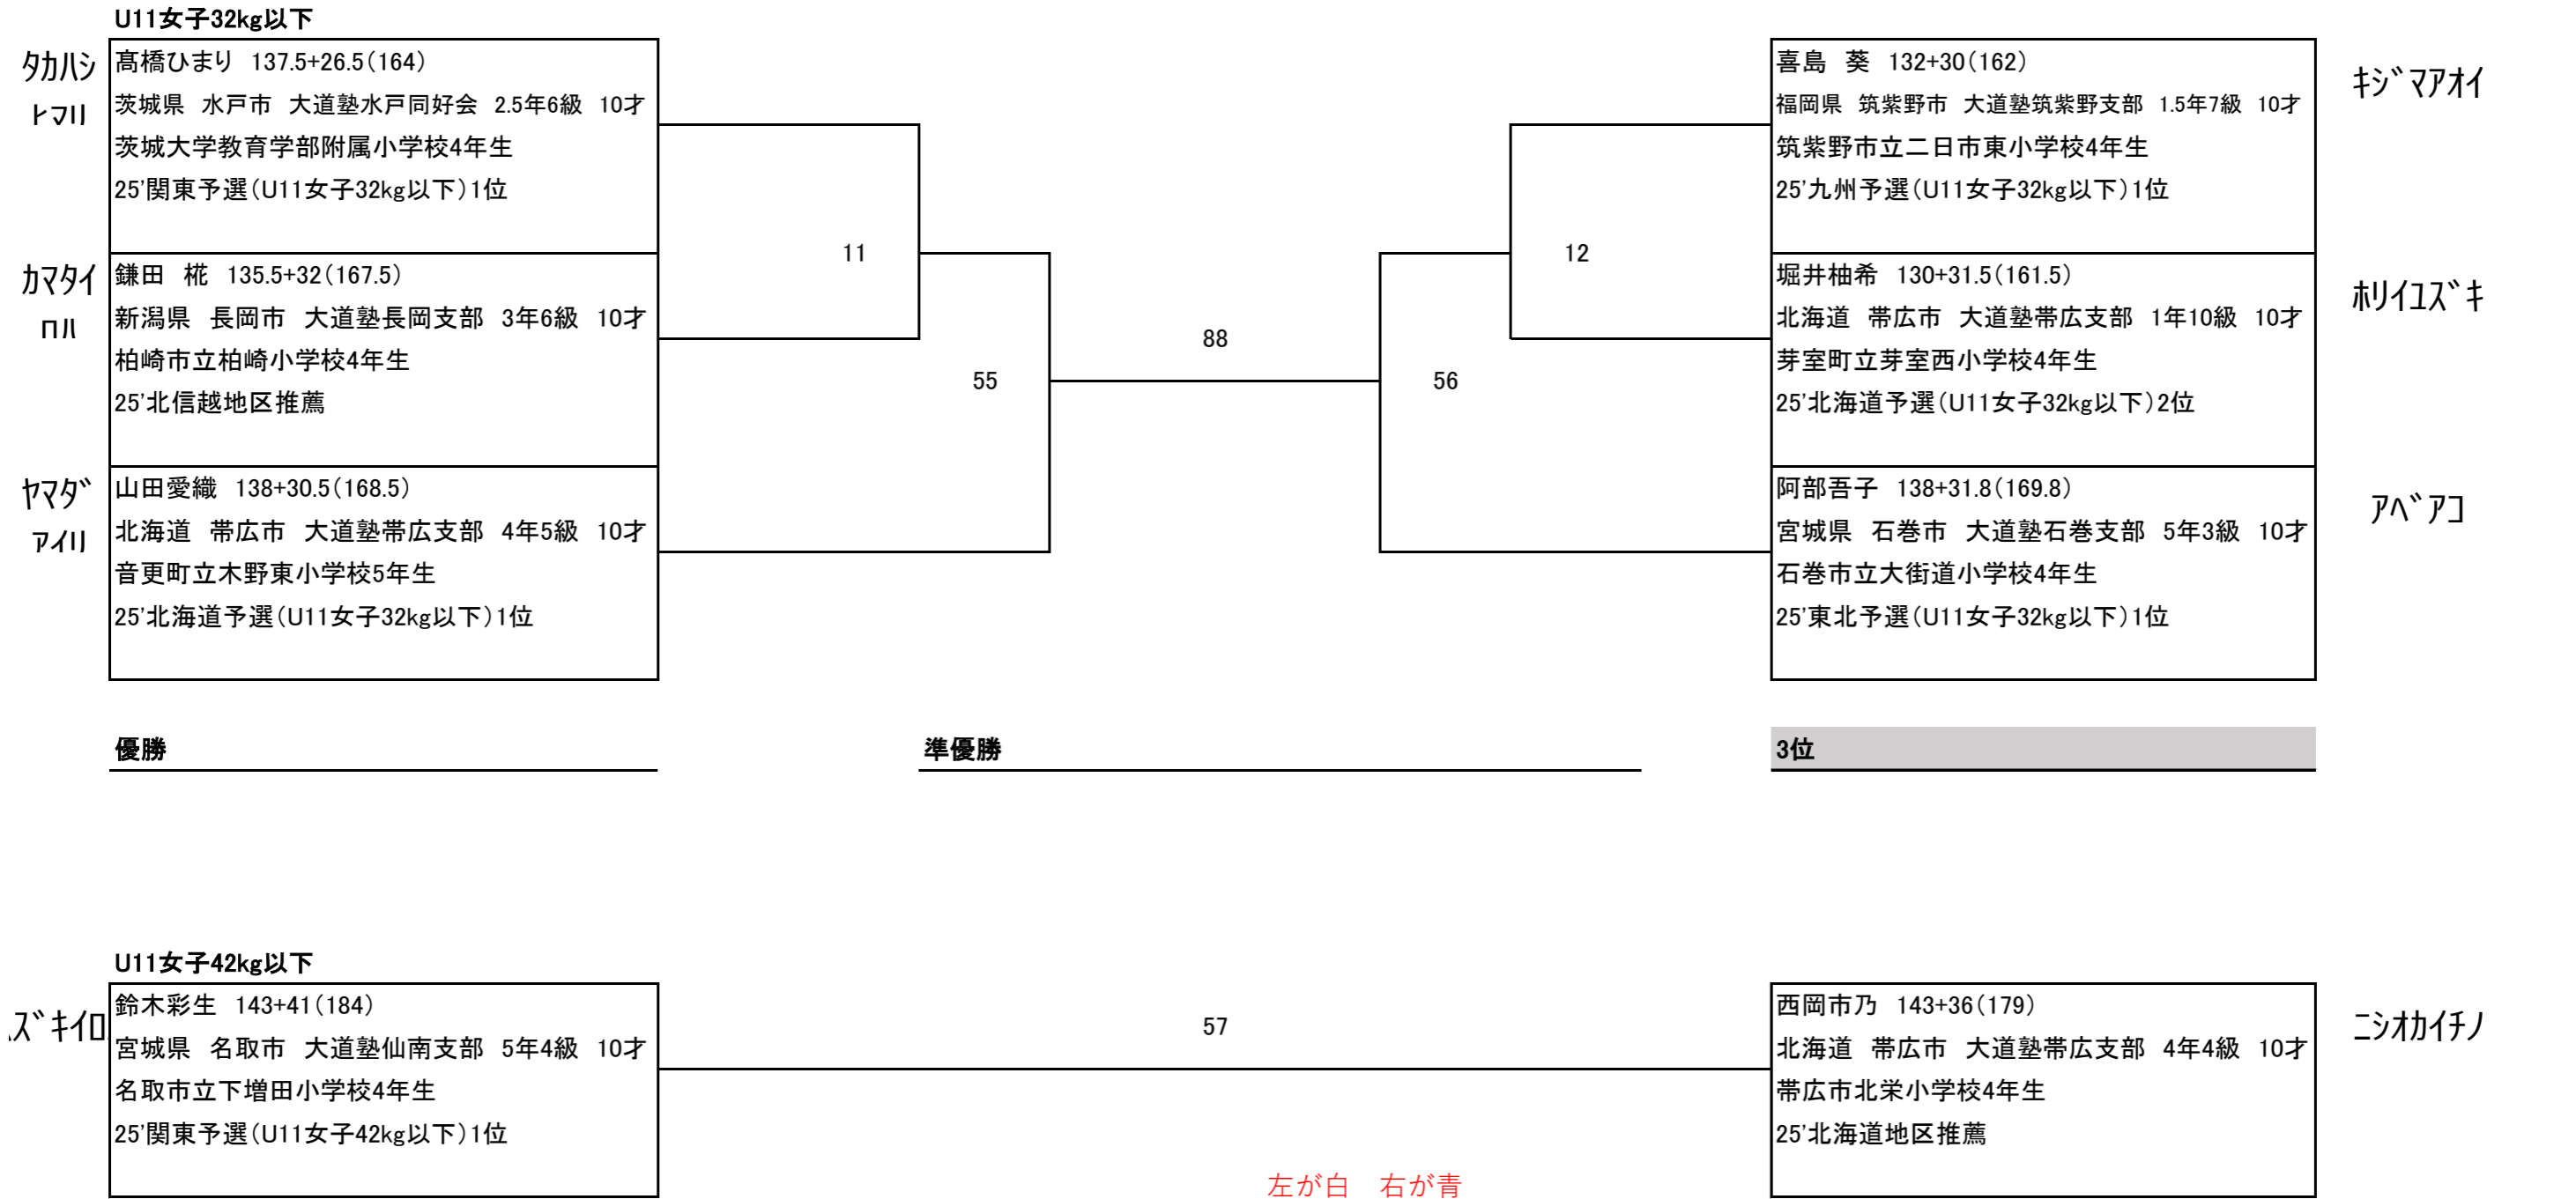 U11女子32kg以下
ﾀｶﾊｼ
ﾋﾏﾘ
髙橋ひまり 137.5+26.5(164)
茨城県 水戸市 大道塾水戸同好会 2.5年6級 10才
茨城大学教育学部附属小学校4年生
25'関東予選(U11女子32kg以下)1位
ｶﾏﾀｲ
ﾛﾊ
鎌田 椛 135.5+32(167.5)
新潟県 長岡市 大道塾長岡支部 3年6級 10才
柏崎市立柏崎小学校4年生
25'北信越地区推薦
ﾔﾏﾀﾞ
ｱｲﾘ
山田愛織 138+30.5(168.5)
北海道 帯広市 大道塾帯広支部 4年5級 10才
音更町立木野東小学校5年生
25'北海道予選(U11女子32kg以下)1位
11
55
88
56
12
喜島 葵 132+30(162)
福岡県 筑紫野市 大道塾筑紫野支部 1.5年7級 10才
筑紫野市立二日市東小学校4年生
25'九州予選(U11女子32kg以下)1位
ｷｼﾞﾏｱｵｲ
堀井柚希 130+31.5(161.5)
北海道 帯広市 大道塾帯広支部 1年10級 10才
芽室町立芽室西小学校4年生
25'北海道予選(U11女子32kg以下)2位
ﾎﾘｲﾕｽﾞｷ
阿部吾子 138+31.8(169.8)
宮城県 石巻市 大道塾石巻支部 5年3級 10才
石巻市立大街道小学校4年生
25'東北予選(U11女子32kg以下)1位
ｱﾍﾞｱｺ
優勝
準優勝
3位
U11女子42kg以下
ｽﾞｷｲﾛ
鈴木彩生 143+41(184)
宮城県 名取市 大道塾仙南支部 5年4級 10才
名取市立下増田小学校4年生
25'関東予選(U11女子42kg以下)1位
57
西岡市乃 143+36(179)
北海道 帯広市 大道塾帯広支部 4年4級 10才
帯広市北栄小学校4年生
25'北海道地区推薦
ﾆｼｵｶｲﾁﾉ
左が白 右が青